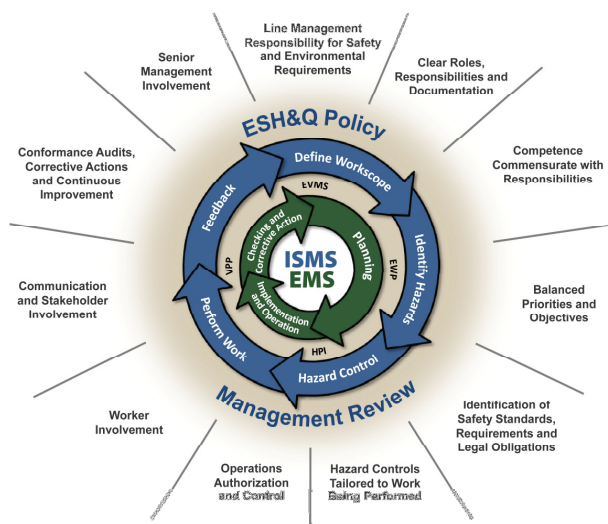 Line Management
Responsibility for Safety
and Environmental
Requirements
Clear Roles,
Responsibilities and
Documentation
Competence
Commensurate with
Responsibilities
Balanced
Priorities and
Objectives
Identification of
Safety Standards,
Requirements and
Legal Obligations
Hazard Controls
Tailored to Work
Being Performed
Operations
Authorization
and Control
Worker
Involvement
Communication
and Stakeholder
Involvement
Conformance Audits,
Corrective Actions
and Continuous
Improvement
Senior
Management
Involvement
ESH&Q Policy
Define Workscope
Identify Hazards
Hazard Control
Perform Work
Feedback
EVMS
EWP
HPI
VPP
Planning
Implementation
and Operation
Checking and
Corrective Action
ISMS
EMS
Management Review